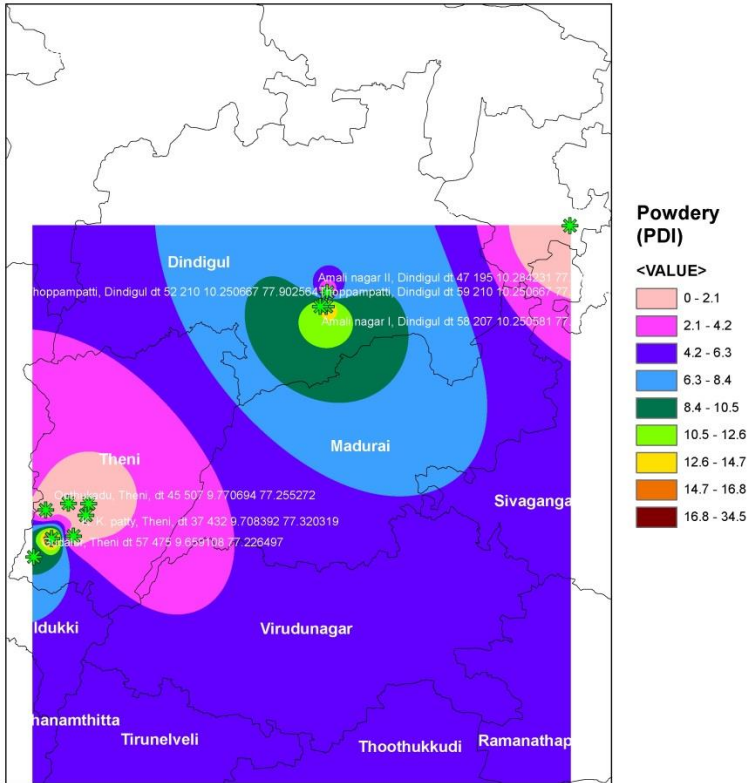 Dindigul
Amali nagar II, Dindigul dt 47 195 10.284231 77.
hoppampatti, Dindigul dt 52 210 10.250667 77.902564
Thoppampatti, Dindigul dt 59 210 10.250667 77.
Amali nagar I, Dindigul dt 58 207 10.250581 77.
Madurai
Theni
Sivaganga
Theni, dt 45 507 9.770694 77.255272
K. patty, Theni, dt 37 432 9.708392 77.320319
Theni dt 57 475 9.659108 77.226497
Idukki
Virudunagar
hanamthitta
Tirunelveli
Thoothukkudi
Ramanathap
Powdery
(PDI)
<VALUE>
0 - 2.1
2.1 - 4.2
4.2 - 6.3
6.3 - 8.4
8.4 - 10.5
10.5 - 12.6
12.6 - 14.7
14.7 - 16.8
16.8 - 34.5